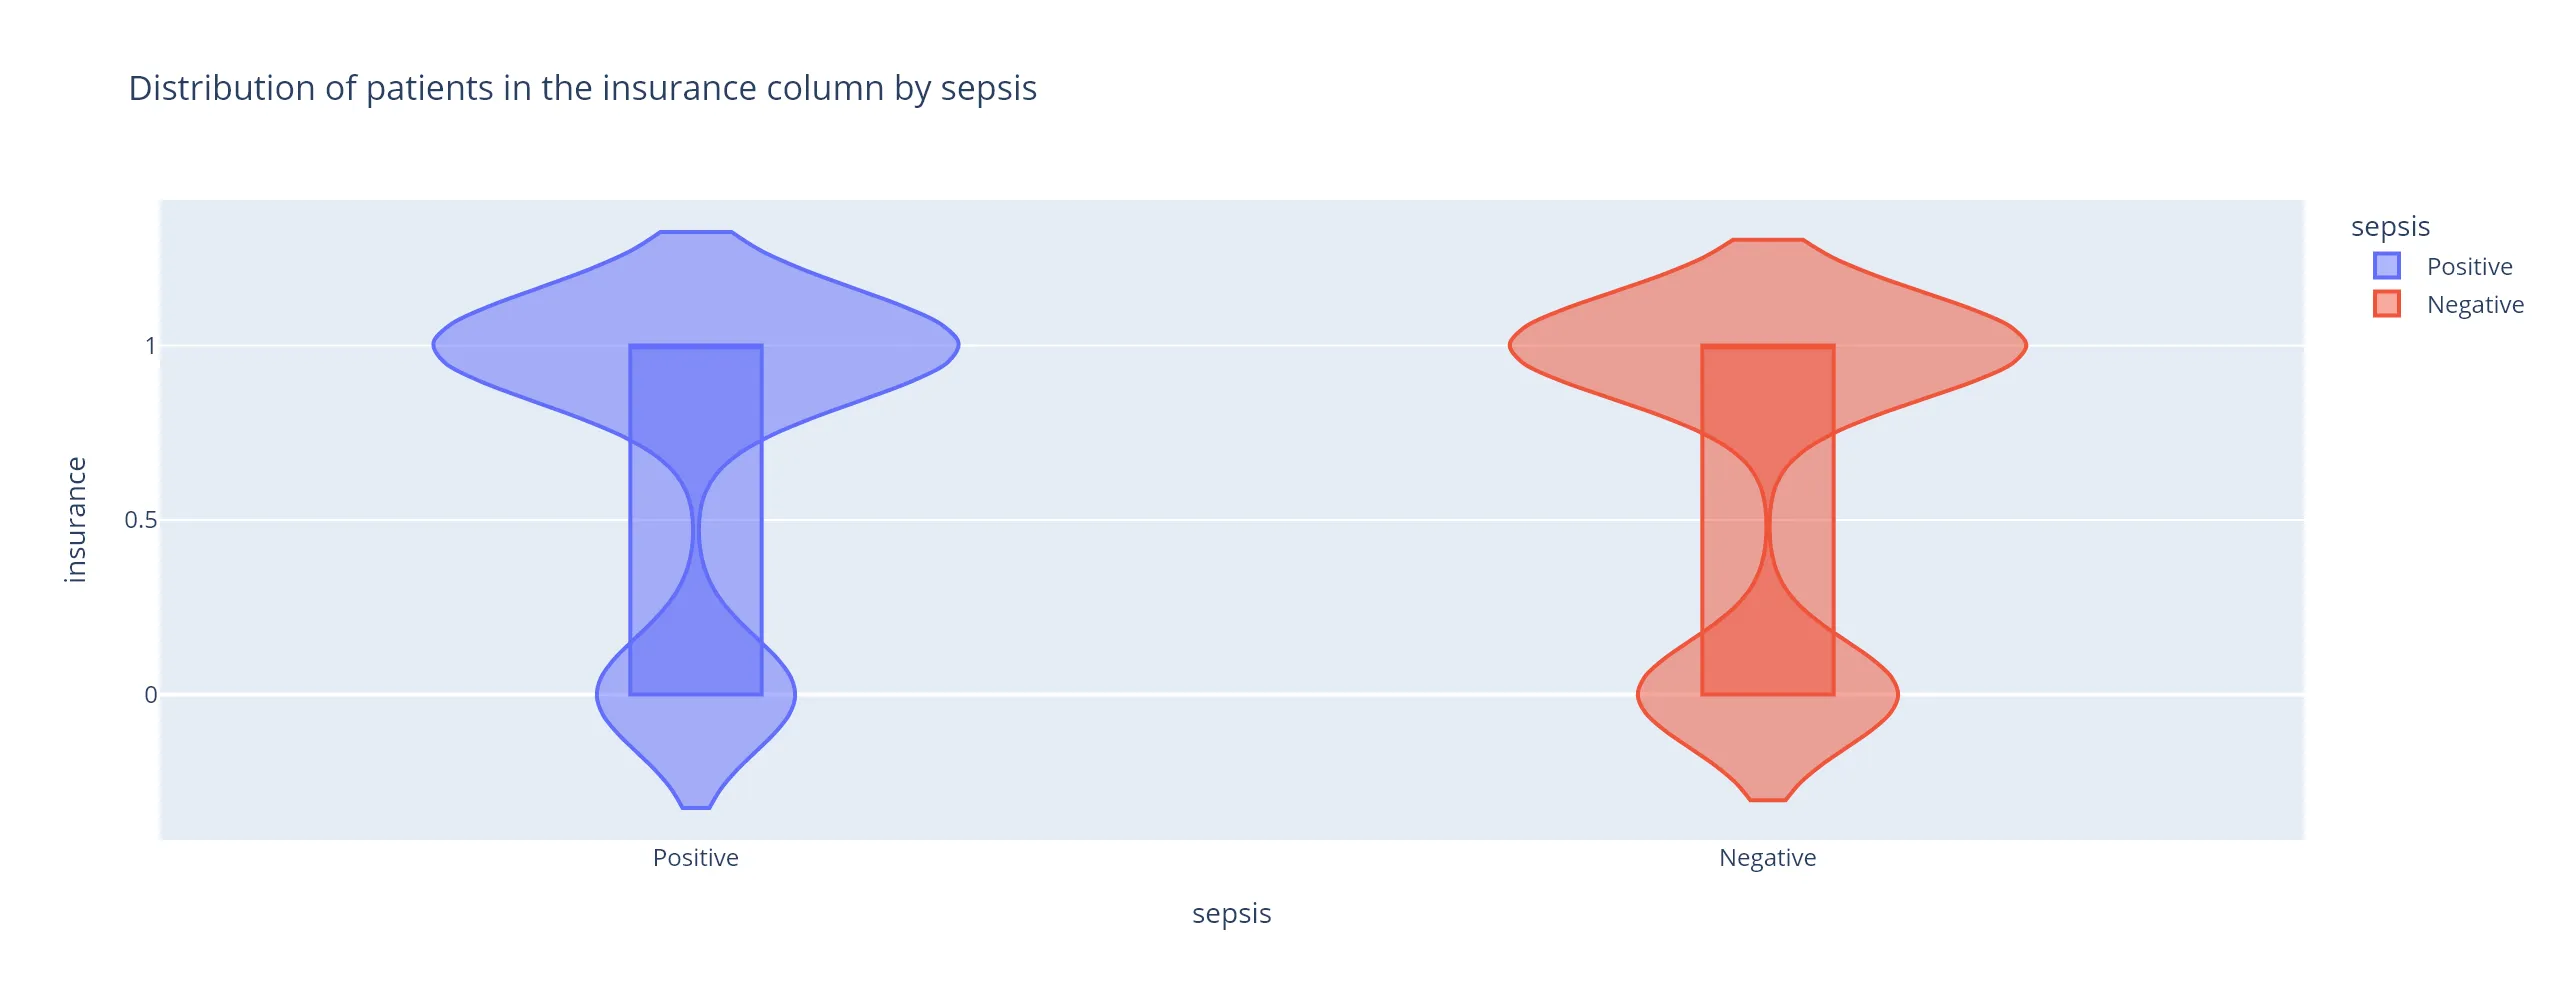 Distribution of patients in the insurance column by sepsis
sepsis
Positive
Negative
1
0.5
0
insurance
Positive
Negative
sepsis